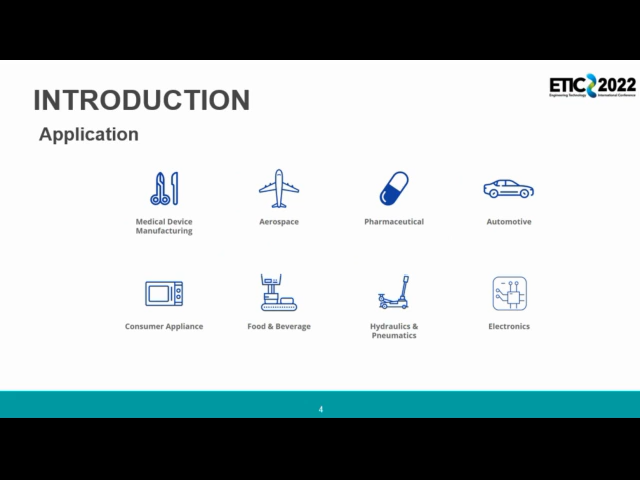 INTRODUCTION
ETIC 2022
Engineering Technology International Conference
Application
Medical Device
Manufacturing
Aerospace
Pharmaceutical
Automotive
Consumer Appliance
Food & Beverage
Hydraulics &
Pneumatics
Electronics
4